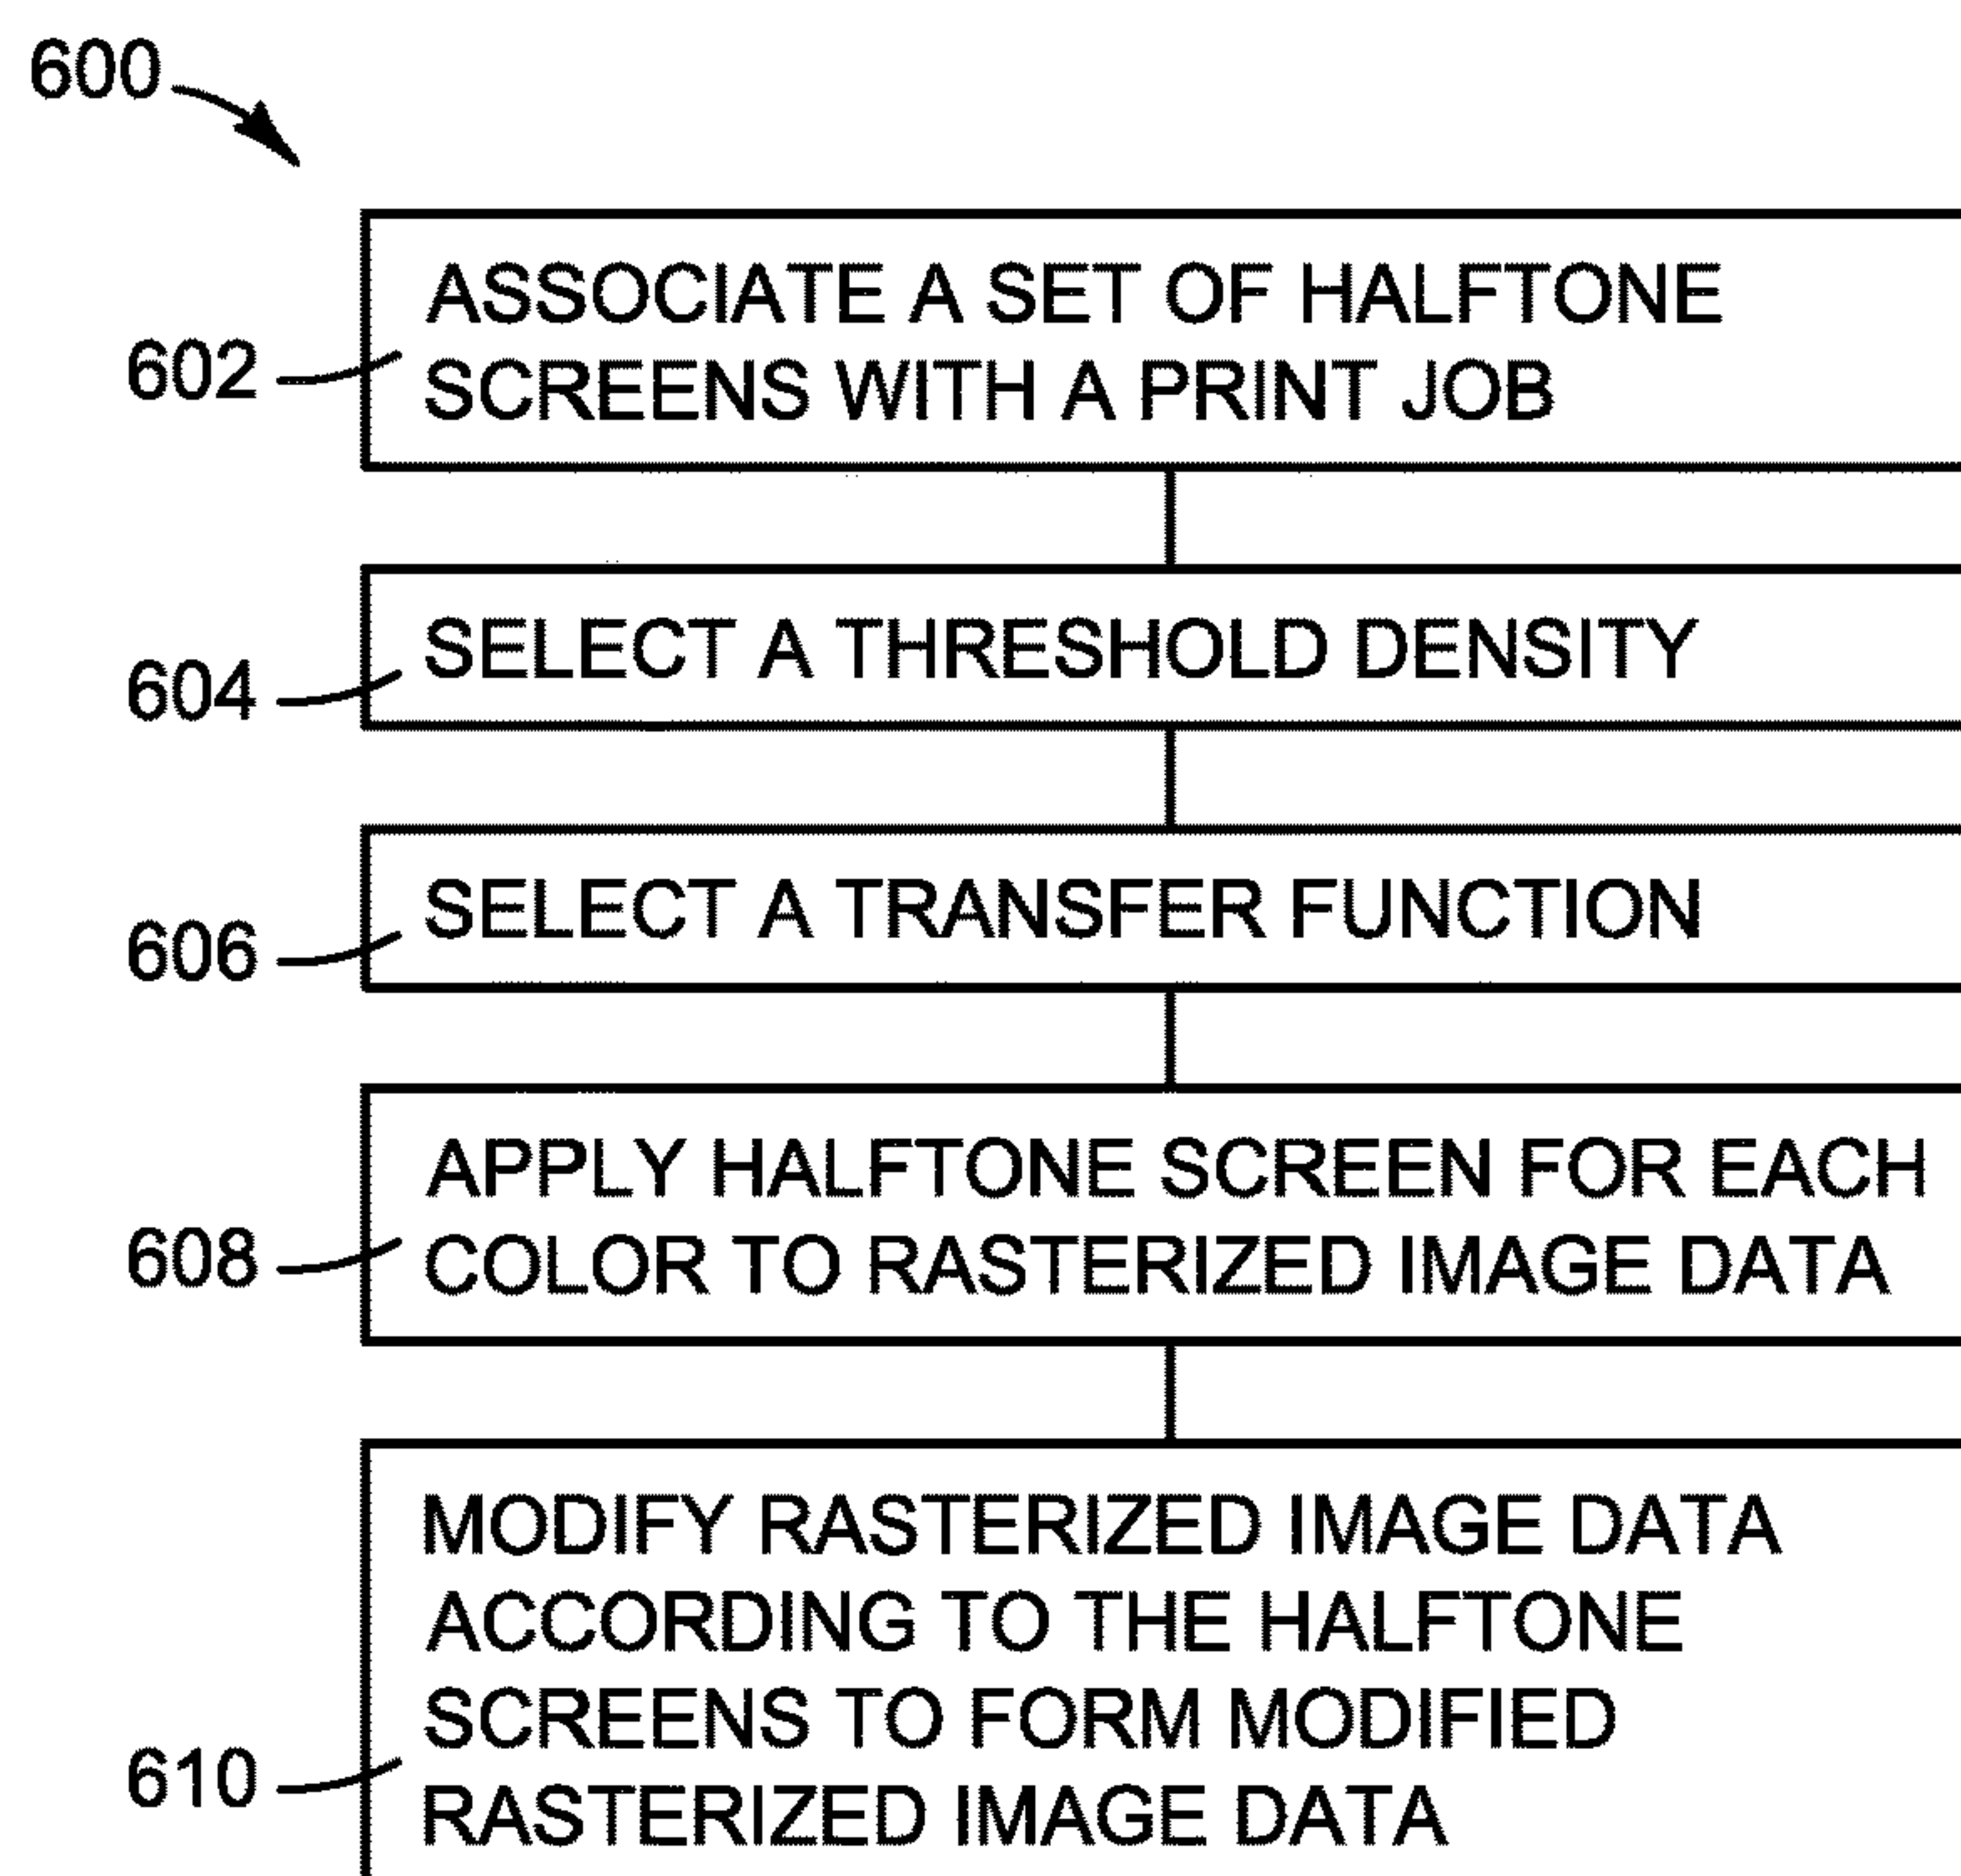 600
ASSOCIATE A SET OF HALFTONE
SCREENS WITH A PRINT JOB
602
SELECT A THRESHOLD DENSITY
604
SELECT A TRANSFER FUNCTION
606
APPLY HALFTONE SCREEN FOR EACH
COLOR TO RASTERIZED IMAGE DATA
608
MODIFY RASTERIZED IMAGE DATA
ACCORDING TO THE HALFTONE
SCREENS TO FORM MODIFIED
RASTERIZED IMAGE DATA
610